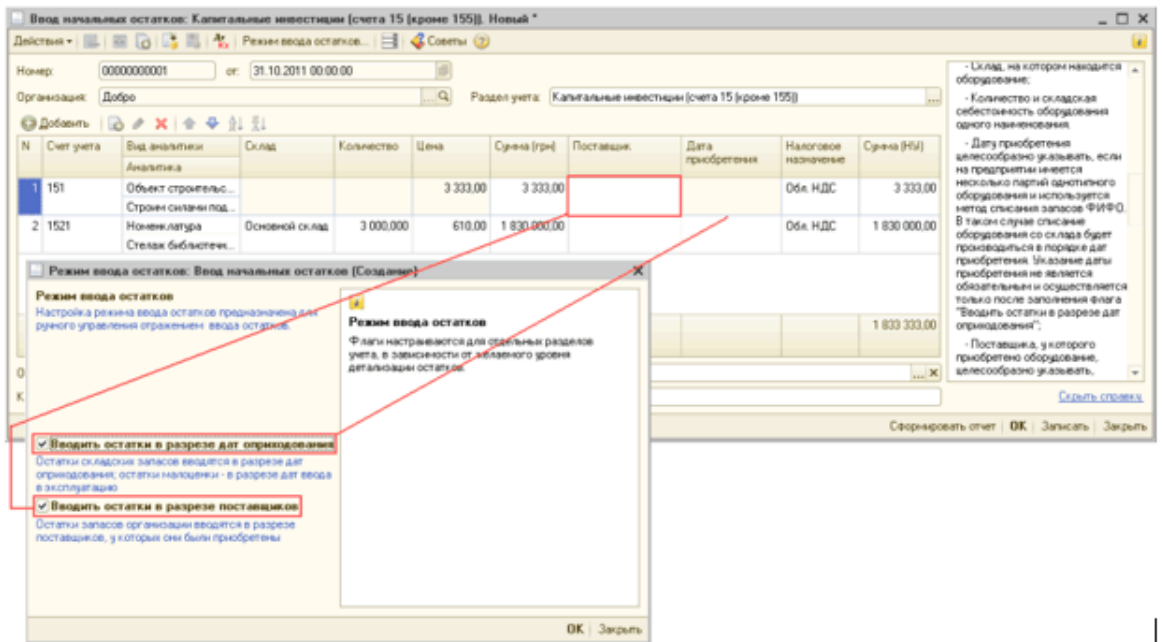 Ввод начальных остатков: Капитальные инвестиции (счета 15 (кроме 155)). Новый *
Действия Режим ввода остатков... Советы
Номер: 00000000001 от: 31.10.2011 00:00:00
Организация: Добро Раздел учета: Капитальные инвестиции (счета 15 (кроме 155))
Добавить
N Счет учета Вид аналитики Склад Количество Цена Сумма (грн) Поставщик Дата приобретения Налоговое назначение Сумма (НУ)
Аналитика
1 151 Объект строительс... 3 333,00 3 333,00 Обл. НДС 3 333,00
Строим силами под...
2 1521 Номенклатура Основной склад 3 000,000 610,00 1 830 000,00 Обл. НДС 1 830 000,00
Стелаж библиотечн...
1 833 333,00
- Склад, на котором находится
оборудование;
- Количество и складская
себестоимость оборудования
одного наименования.
- Дату приобретения
целесообразно указывать, если
на предприятии имеется
несколько партий однотипного
оборудования и используется
метод списания запасов ФИФО.
В таком случае списание
оборудования со склада будет
производиться в порядке дат
приобретения. Указание даты
приобретения не является
обязательным и осуществляется
только после заполнения флага
"Вводить остатки в разрезе дат
оприходования";
- Поставщика, у которого
приобретено оборудование,
целесообразно указывать,
Скрыть справку
Сформировать отчет OK Записать Закрыть
Режим ввода остатков: Ввод начальных остатков (Создание)
Режим ввода остатков
Настройка режима ввода остатков предназначена для
ручного управления отражением ввода остатков.
Режим ввода остатков
Флаги настраиваются для отдельных разделов
учета, в зависимости от желаемого уровня
детализации остатков.
Вводить остатки в разрезе дат оприходования
Остатки складских запасов вводятся в разрезе дат
оприходования; остатки малоценки - в разрезе дат ввода
в эксплуатацию
Вводить остатки в разрезе поставщиков
Остатки запасов организации вводятся в разрезе
поставщиков, у которых они были приобретены
OK Закрыть